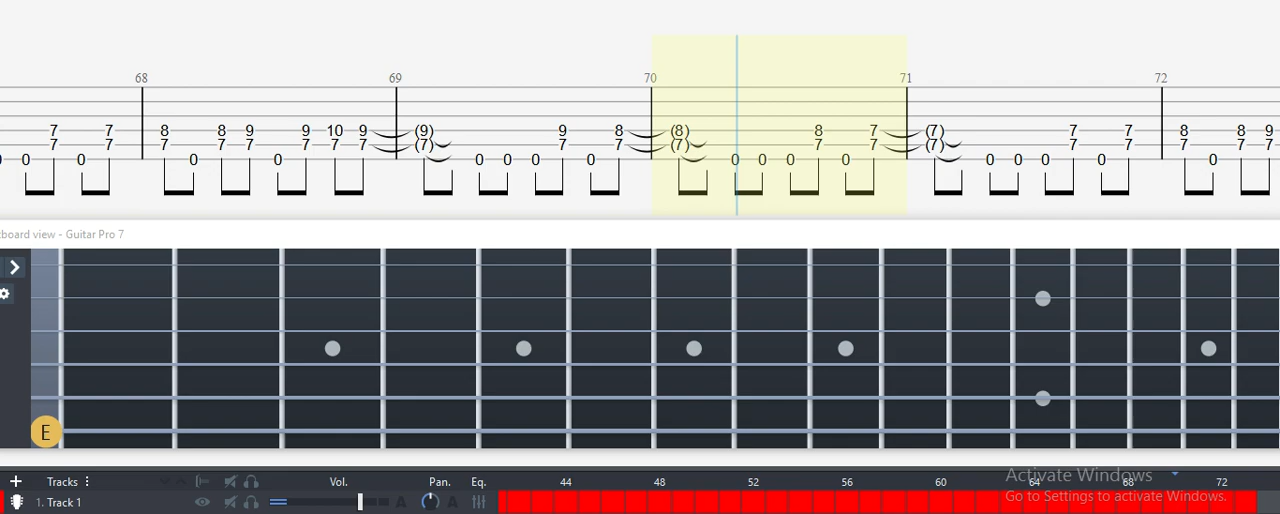 68 69 70 71 72
7 7 8 8 9 9 10 9 (9) 9 8 (8) 8 7 (7) 7 7 8 8 9
7 7 7 7 7 7 7 7 (7) 7 7 (7) 7 7 (7) 7 7 7 7 7
0 0 0 0 0 0 0 0 0 0 0 0 0 0 0 0 0 0
tboard view - Guitar Pro 7
E
Tracks Vol. Pan. Eq. 44 48 52 56 60 64 68 72
1. Track 1
Activate Windows
Go to Settings to activate Windows.